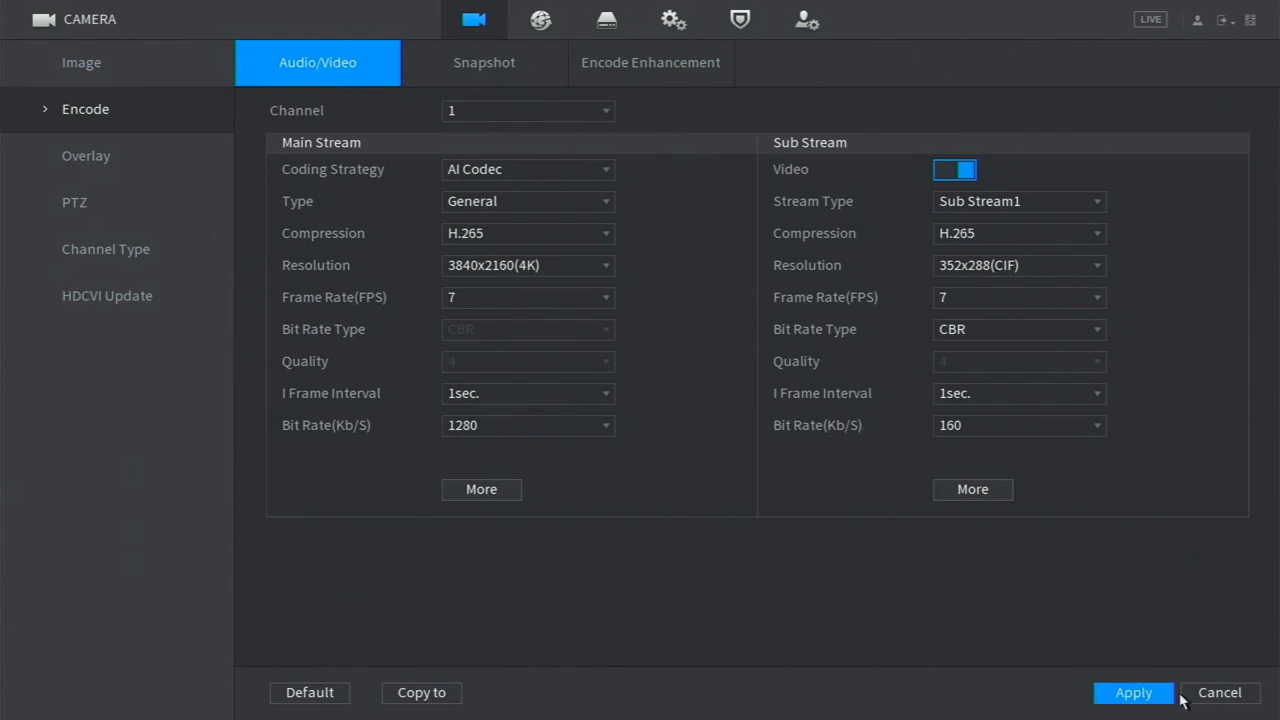 CAMERA
LIVE
Image
Audio/Video
Snapshot
Encode Enhancement
Encode
Overlay
PTZ
Channel Type
HDCVI Update
Channel 1
Main Stream
Coding Strategy AI Codec
Type General
Compression H.265
Resolution 3840x2160(4K)
Frame Rate(FPS) 7
Bit Rate Type CBR
Quality 4
I Frame Interval 1sec.
Bit Rate(Kb/S) 1280
More
Sub Stream
Video
Stream Type Sub Stream1
Compression H.265
Resolution 352x288(CIF)
Frame Rate(FPS) 7
Bit Rate Type CBR
Quality 4
I Frame Interval 1sec.
Bit Rate(Kb/S) 160
More
Default
Copy to
Apply
Cancel